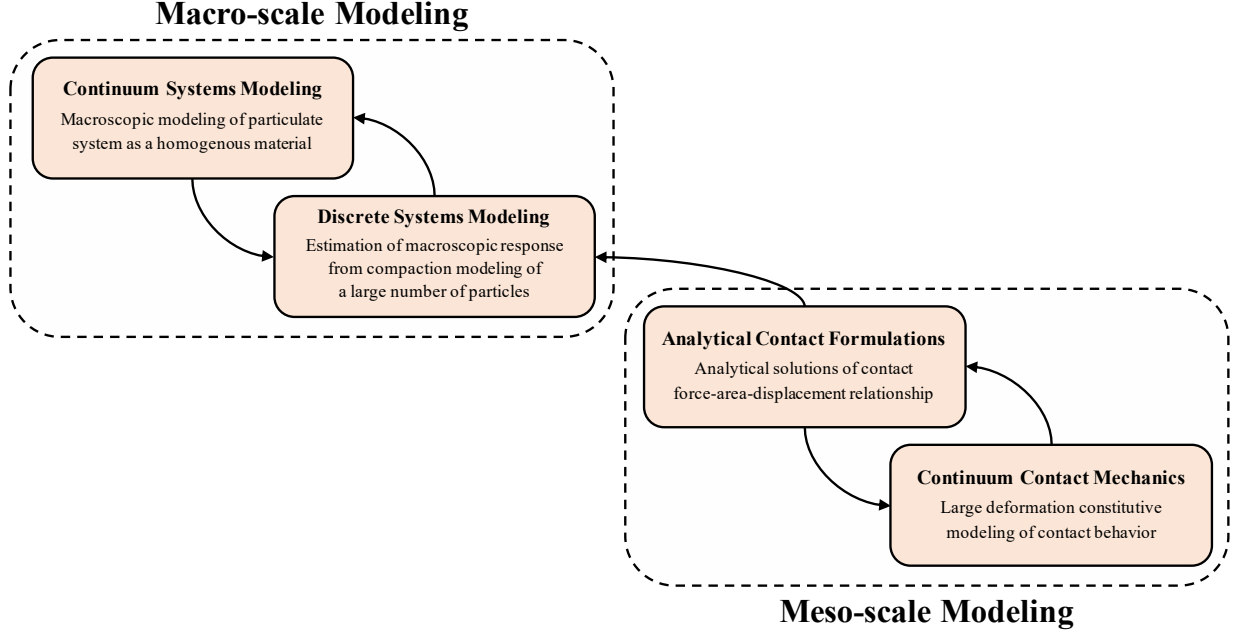 Macro-scale Modeling
Continuum Systems Modeling
Macroscopic modeling of particulate
system as a homogenous material
Discrete Systems Modeling
Estimation of macroscopic response
from compaction modeling of
a large number of particles
Analytical Contact Formulations
Analytical solutions of contact
force-area-displacement relationship
Continuum Contact Mechanics
Large deformation constitutive
modeling of contact behavior
Meso-scale Modeling